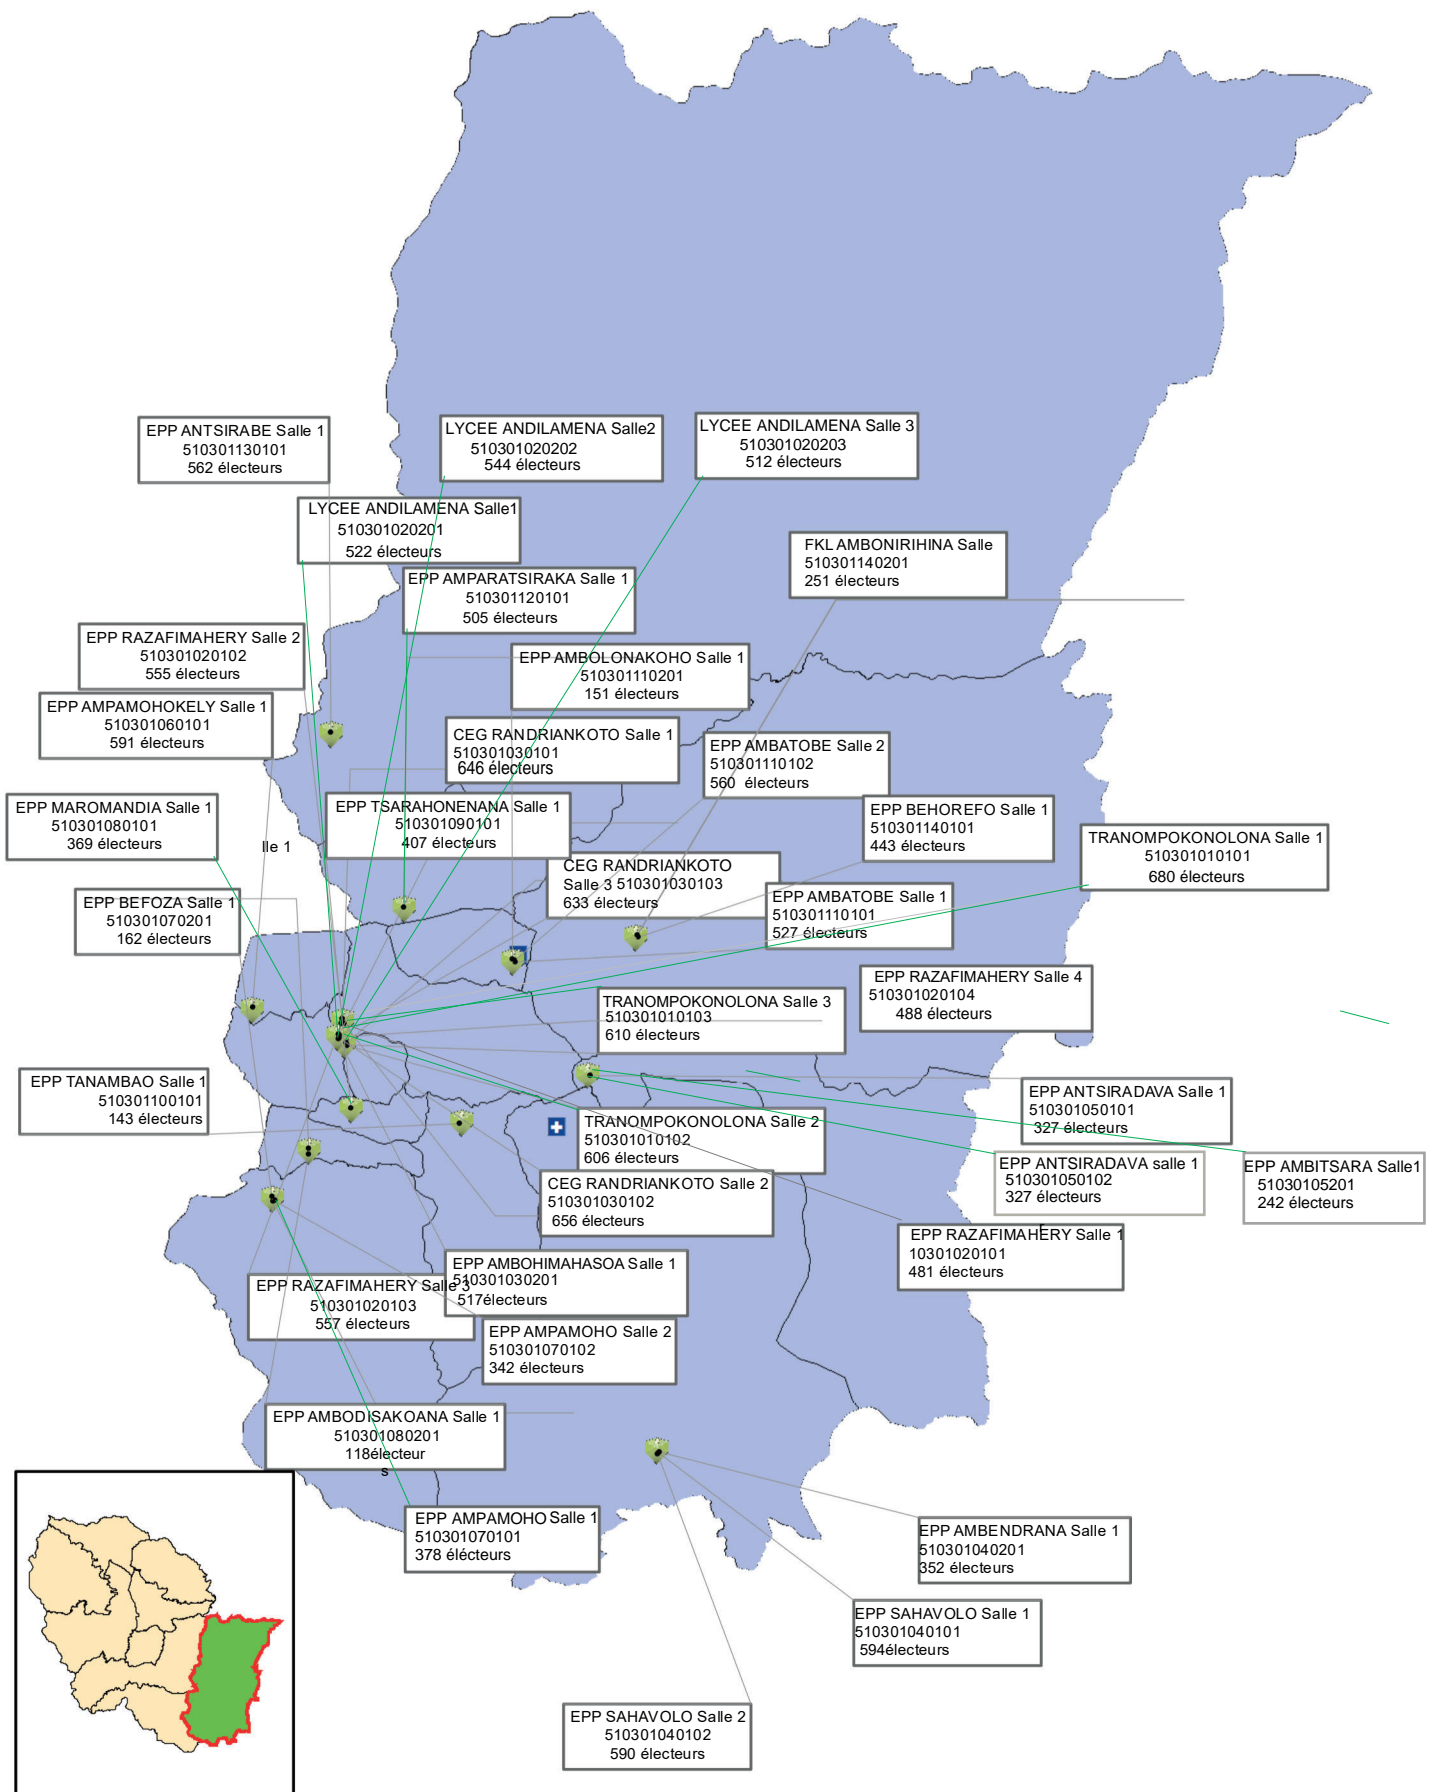 EPP ANTSIRABE Salle 1
510301130101
562 électeurs
LYCEE ANDILAMENA Salle2
510301020202
544 électeurs
LYCEE ANDILAMENA Salle 3
510301020203
512 électeurs
LYCEE ANDILAMENA Salle1
510301020201
522 électeurs
FKL AMBONIRIHINA Salle
510301140201
251 électeurs
EPP AMPARATSIRAKA Salle 1
510301120101
505 électeurs
EPP RAZAFIMAHERY Salle 2
510301020102
555 électeurs
EPP AMBOLONAKOHO Salle 1
510301110201
151 électeurs
EPP AMPAMOHOKELY Salle 1
510301060101
591 électeurs
CEG RANDRIANKOTO Salle 1
510301030101
646 électeurs
EPP AMBATOBE Salle 2
510301110102
560 électeurs
EPP MAROMANDIA Salle 1
510301080101
369 électeurs
lle 1
EPP TSARAHONENANA Salle 1
510301090101
407 électeurs
EPP BEHOREFO Salle 1
510301140101
443 électeurs
TRANOMPOKONOLONA Salle 1
510301010101
680 électeurs
CEG RANDRIANKOTO
Salle 3 510301030103
633 électeurs
EPP BEFOZA Salle 1
510301070201
162 électeurs
EPP AMBATOBE Salle 1
510301110101
527 électeurs
EPP RAZAFIMAHERY Salle 4
510301020104
488 électeurs
TRANOMPOKONOLONA Salle 3
510301010103
610 électeurs
EPP TANAMBAO Salle 1
510301100101
143 électeurs
EPP ANTSIRADAVA Salle 1
510301050101
327 électeurs
TRANOMPOKONOLONA Salle 2
510301010102
606 électeurs
EPP ANTSIRADAVA salle 1
510301050102
327 électeurs
EPP AMBITSARA Salle1
51030105201
242 électeurs
CEG RANDRIANKOTO Salle 2
510301030102
656 électeurs
EPP RAZAFIMAHERY Salle 1
10301020101
481 électeurs
EPP AMBOHIMAHASOA Salle 1
510301030201
517électeurs
EPP RAZAFIMAHERY Salle 3
510301020103
557 électeurs
EPP AMPAMOHO Salle 2
510301070102
342 électeurs
EPP AMBODISAKOANA Salle 1
510301080201
118électeur
s
EPP AMPAMOHO Salle 1
510301070101
378 élécteurs
EPP AMBENDRANA Salle 1
510301040201
352 électeurs
EPP SAHAVOLO Salle 1
510301040101
594électeurs
EPP SAHAVOLO Salle 2
510301040102
590 électeurs